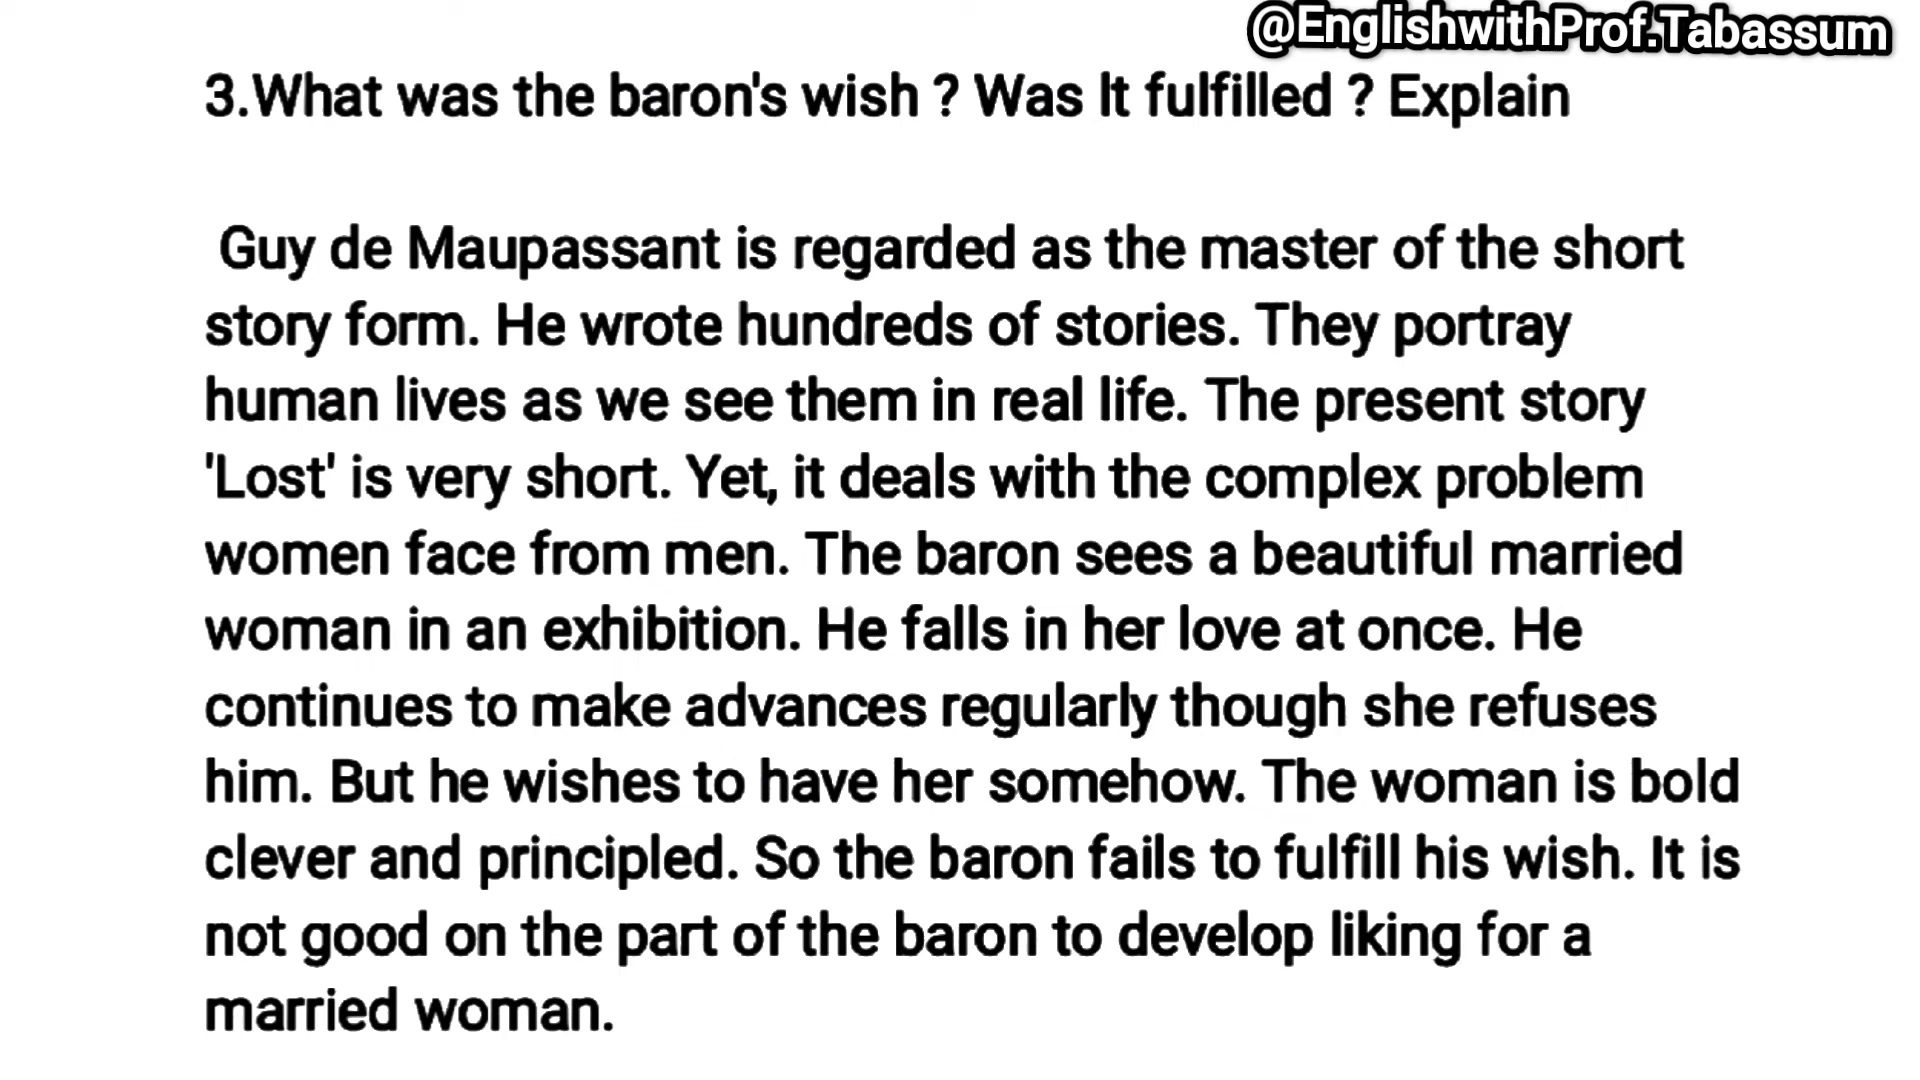 @EnglishwithProf.Tabassum
3.What was the baron's wish ? Was It fulfilled ? Explain
Guy de Maupassant is regarded as the master of the short
story form. He wrote hundreds of stories. They portray
human lives as we see them in real life. The present story
'Lost' is very short. Yet, it deals with the complex problem
women face from men. The baron sees a beautiful married
woman in an exhibition. He falls in her love at once. He
continues to make advances regularly though she refuses
him. But he wishes to have her somehow. The woman is bold
clever and principled. So the baron fails to fulfill his wish. It is
not good on the part of the baron to develop liking for a
married woman.